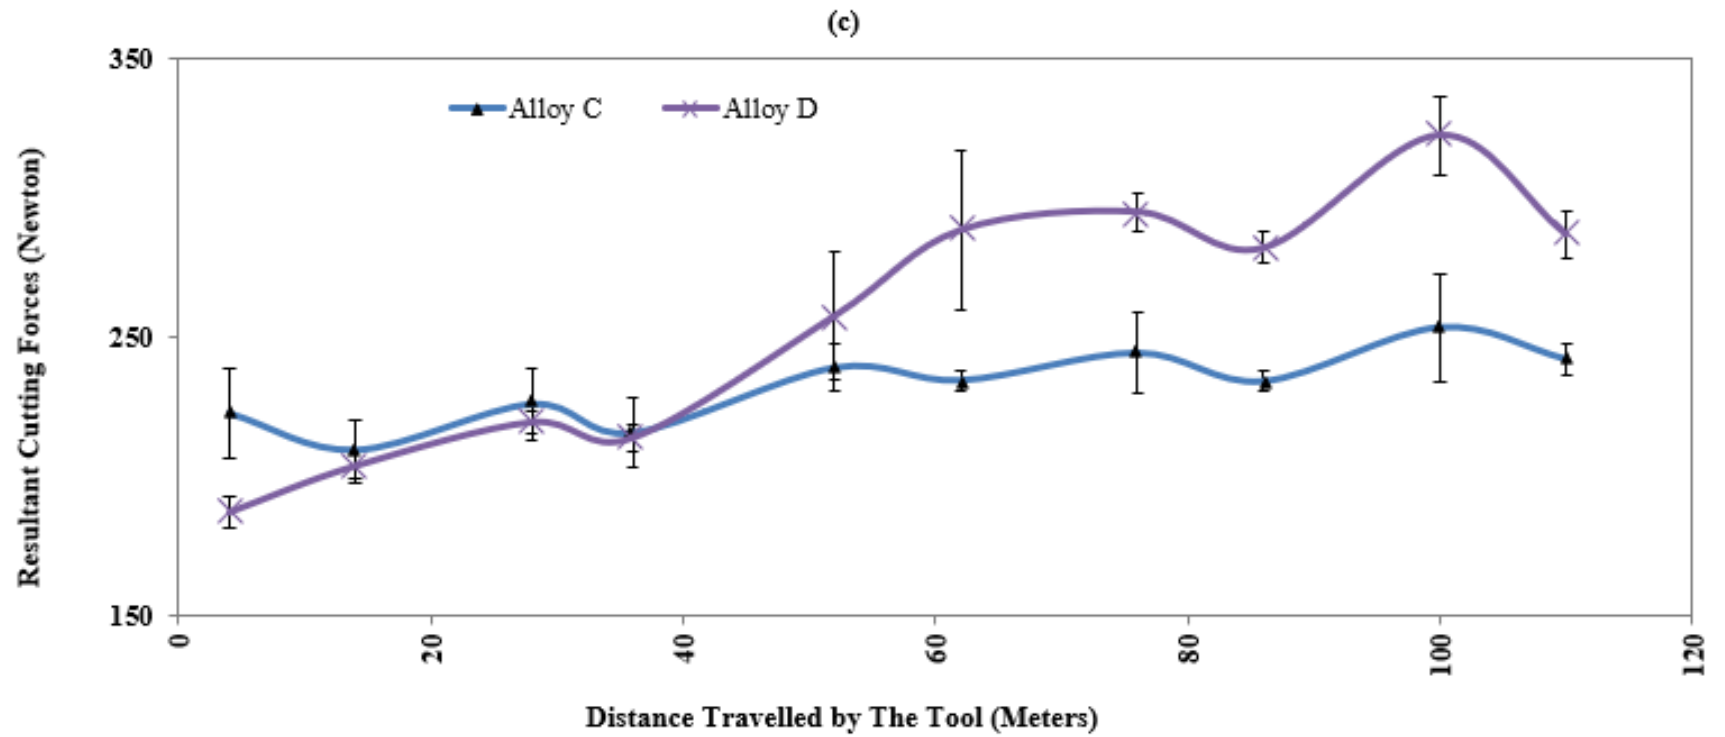 (c)
350
Alloy C Alloy D
Resultant Cutting Forces (Newton)
250
150
0 20 40 60 80 100 120
Distance Travelled by The Tool (Meters)